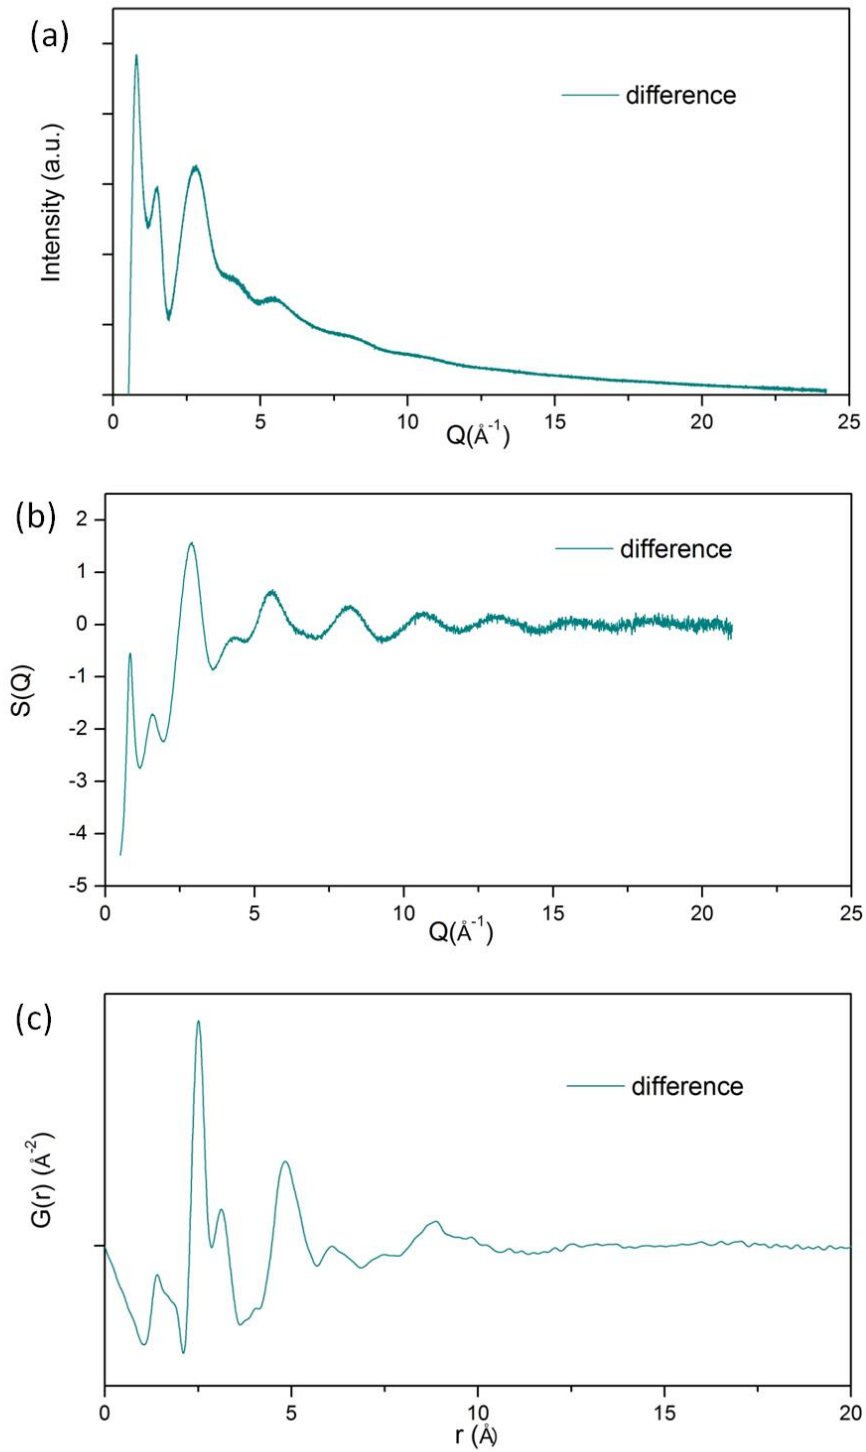 (a)
difference
Intensity (a.u.)
0 5 10 15 20 25
Q(Å-1)
(b)
2
difference
1
0
-1
S(Q)
-2
-3
-4
-5
0 5 10 15 20 25
Q(Å-1)
(c)
difference
G(r) (Å-2)
0 5 10 15 20
r (Å)